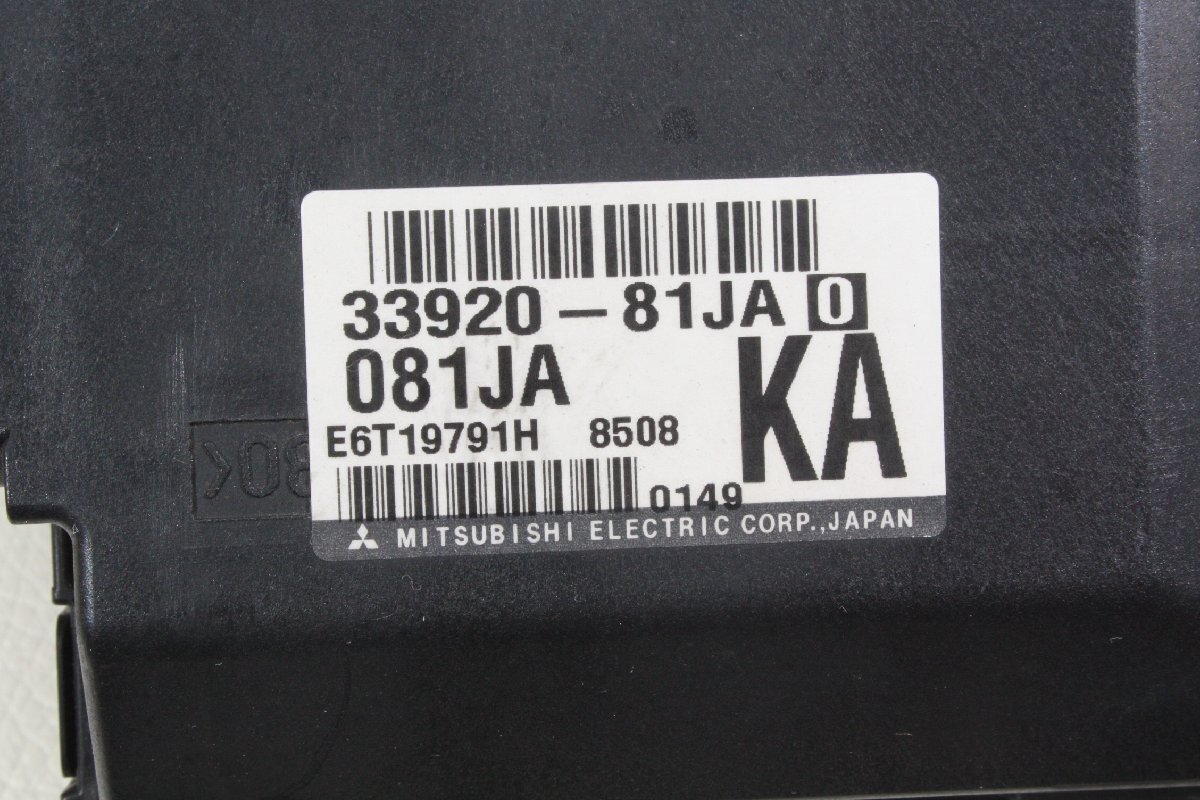 33920-81JA 0
081JA
KA
E6T19791H 8508
0149
MITSUBISHI ELECTRIC CORP.,JAPAN